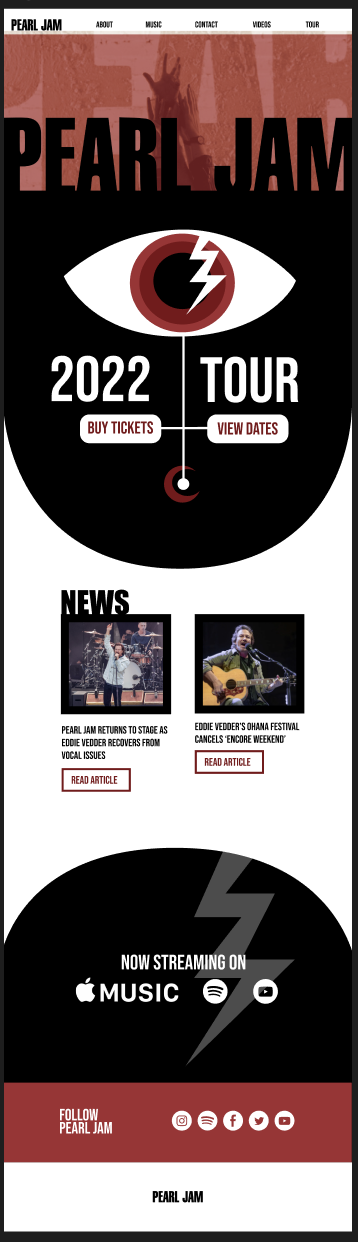 PEARL JAM ABOUT MUSIC CONTACT VIDEOS TOUR
PEAR
PEARL JAM
2022 TOUR
BUY TICKETS VIEW DATES
NEWS
PEARL JAM RETURNS TO STAGE AS
EDDIE VEDDER RECOVERS FROM
VOCAL ISSUES
READ ARTICLE
EDDIE VEDDER'S OHANA FESTIVAL
CANCELS 'ENCORE WEEKEND'
READ ARTICLE
NOW STREAMING ON
MUSIC
FOLLOW
PEARL JAM
PEARL JAM